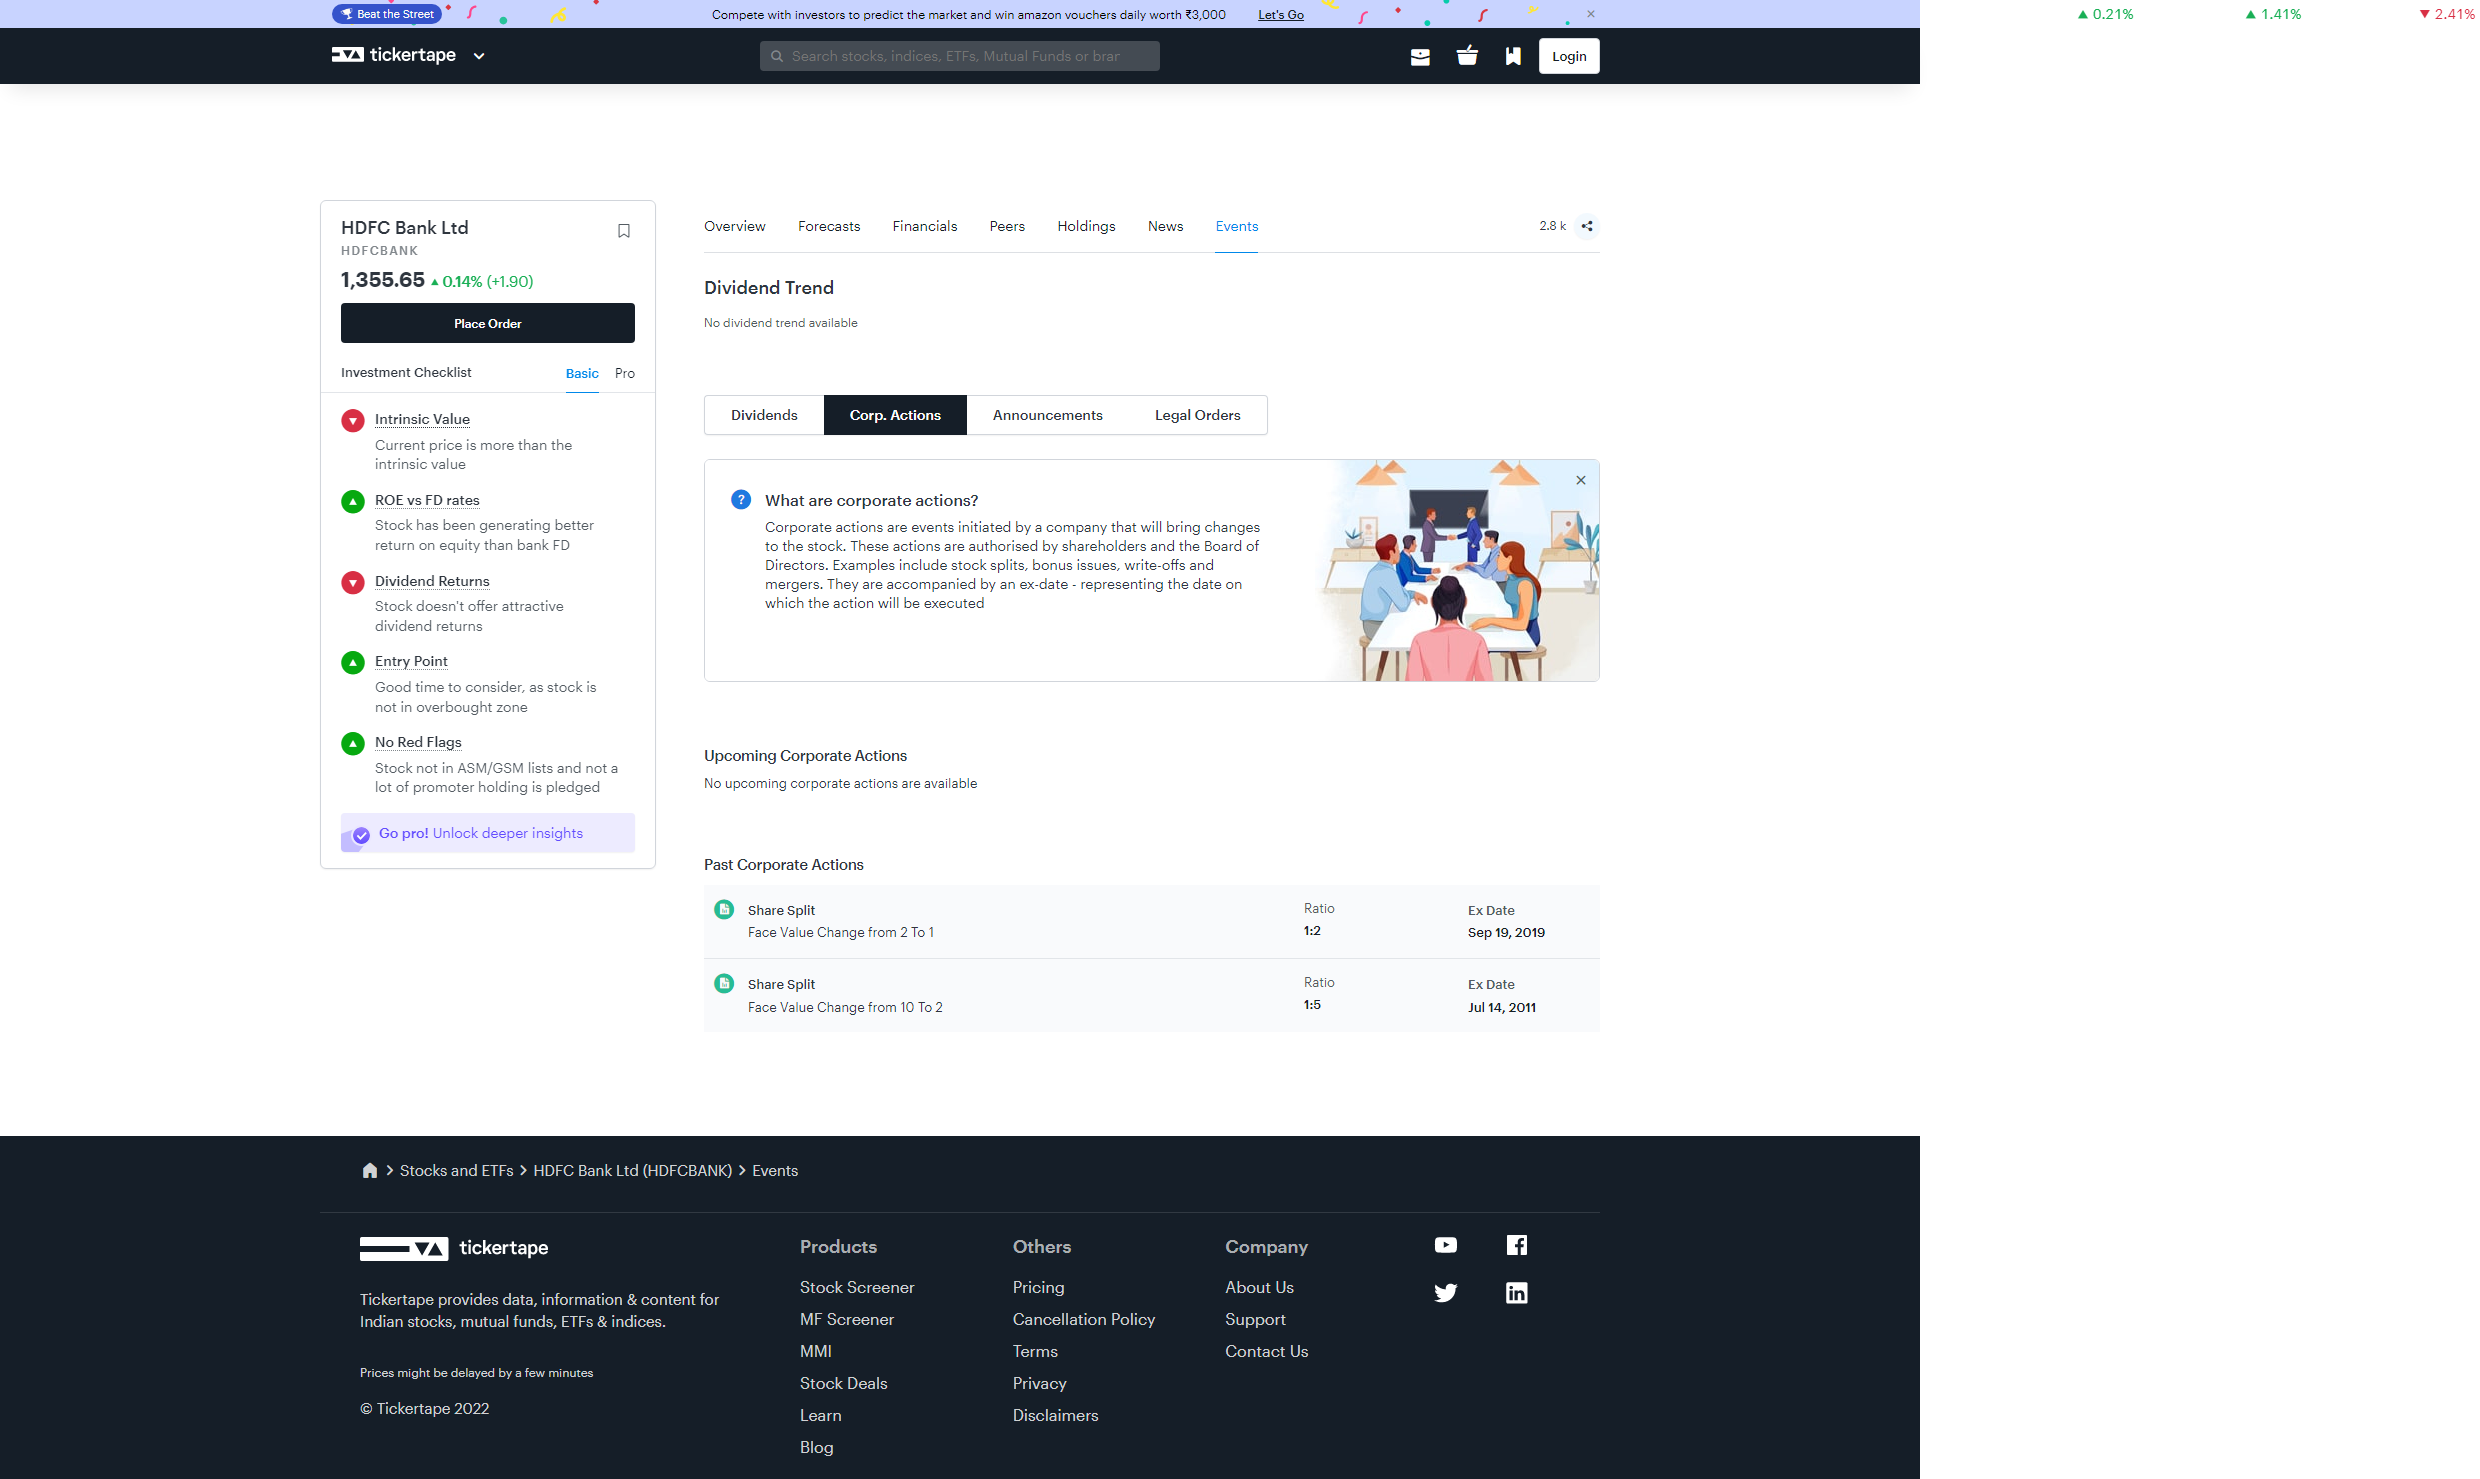 Beat the Street
Compete with investors to predict the market and win amazon vouchers daily worth ₹3,000
Let's Go
0.21%
1.41%
2.41%
tickertape
Search stocks, indices, ETFs, Mutual Funds or brar
Login
HDFC Bank Ltd
HDFCBANK
1,355.65 0.14% (+1.90)
Place Order
Investment Checklist
Basic
Pro
Intrinsic Value
Current price is more than the
intrinsic value
ROE vs FD rates
Stock has been generating better
return on equity than bank FD
Dividend Returns
Stock doesn't offer attractive
dividend returns
Entry Point
Good time to consider, as stock is
not in overbought zone
No Red Flags
Stock not in ASM/GSM lists and not a
lot of promoter holding is pledged
Go pro! Unlock deeper insights
Overview
Forecasts
Financials
Peers
Holdings
News
Events
2.8 k
Dividend Trend
No dividend trend available
Dividends
Corp. Actions
Announcements
Legal Orders
?
What are corporate actions?
Corporate actions are events initiated by a company that will bring changes
to the stock. These actions are authorised by shareholders and the Board of
Directors. Examples include stock splits, bonus issues, write-offs and
mergers. They are accompanied by an ex-date - representing the date on
which the action will be executed
Upcoming Corporate Actions
No upcoming corporate actions are available
Past Corporate Actions
Share Split
Face Value Change from 2 To 1
Ratio
1:2
Ex Date
Sep 19, 2019
Share Split
Face Value Change from 10 To 2
Ratio
1:5
Ex Date
Jul 14, 2011
Stocks and ETFs
HDFC Bank Ltd (HDFCBANK)
Events
tickertape
Tickertape provides data, information & content for
Indian stocks, mutual funds, ETFs & indices.
Prices might be delayed by a few minutes
© Tickertape 2022
Products
Stock Screener
MF Screener
MMI
Stock Deals
Learn
Blog
Others
Pricing
Cancellation Policy
Terms
Privacy
Disclaimers
Company
About Us
Support
Contact Us